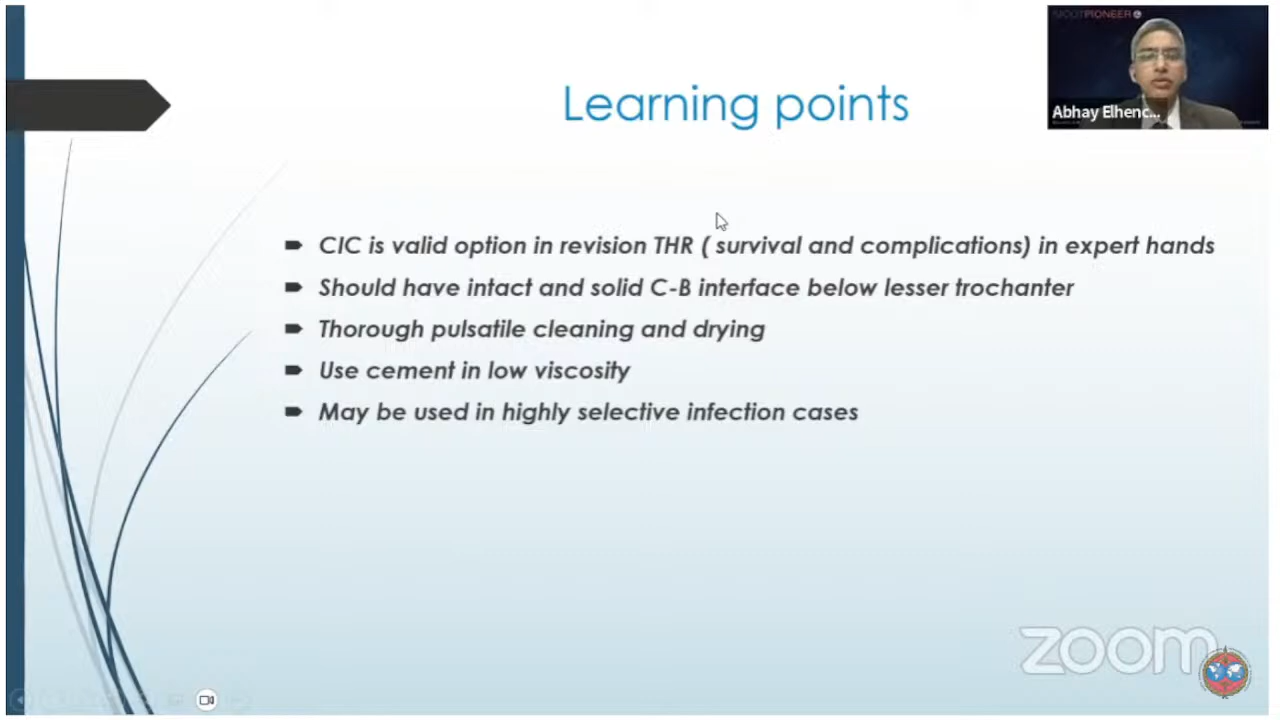 Learning points
Abhay Elhenc...
CIC is valid option in revision THR ( survival and complications) in expert hands
Should have intact and solid C-B interface below lesser trochanter
Thorough pulsatile cleaning and drying
Use cement in low viscosity
May be used in highly selective infection cases
zoom